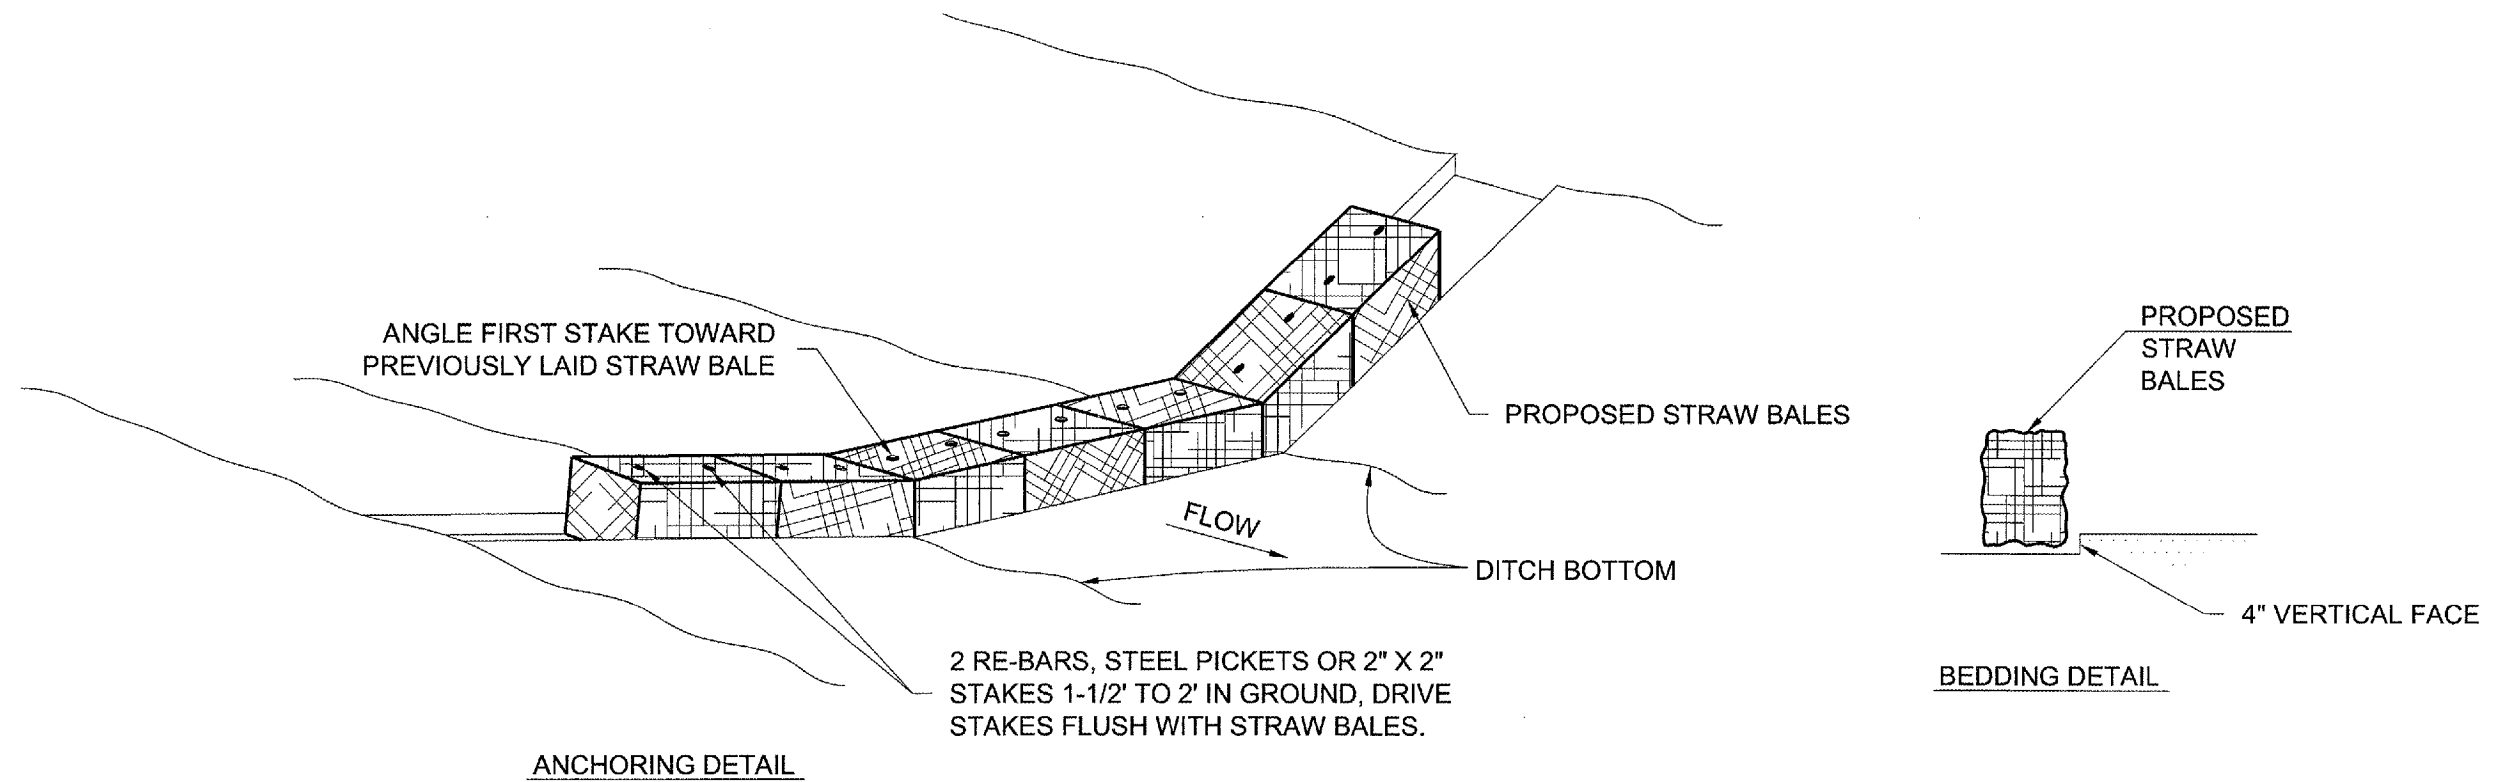 ANGLE FIRST STAKE TOWARD
PREVIOUSLY LAID STRAW BALE
PROPOSED STRAW BALES
FLOW
DITCH BOTTOM
2 RE-BARS, STEEL PICKETS OR 2" X 2"
STAKES 1-1/2' TO 2' IN GROUND, DRIVE
STAKES FLUSH WITH STRAW BALES.
ANCHORING DETAIL
PROPOSED
STRAW
BALES
4" VERTICAL FACE
BEDDING DETAIL